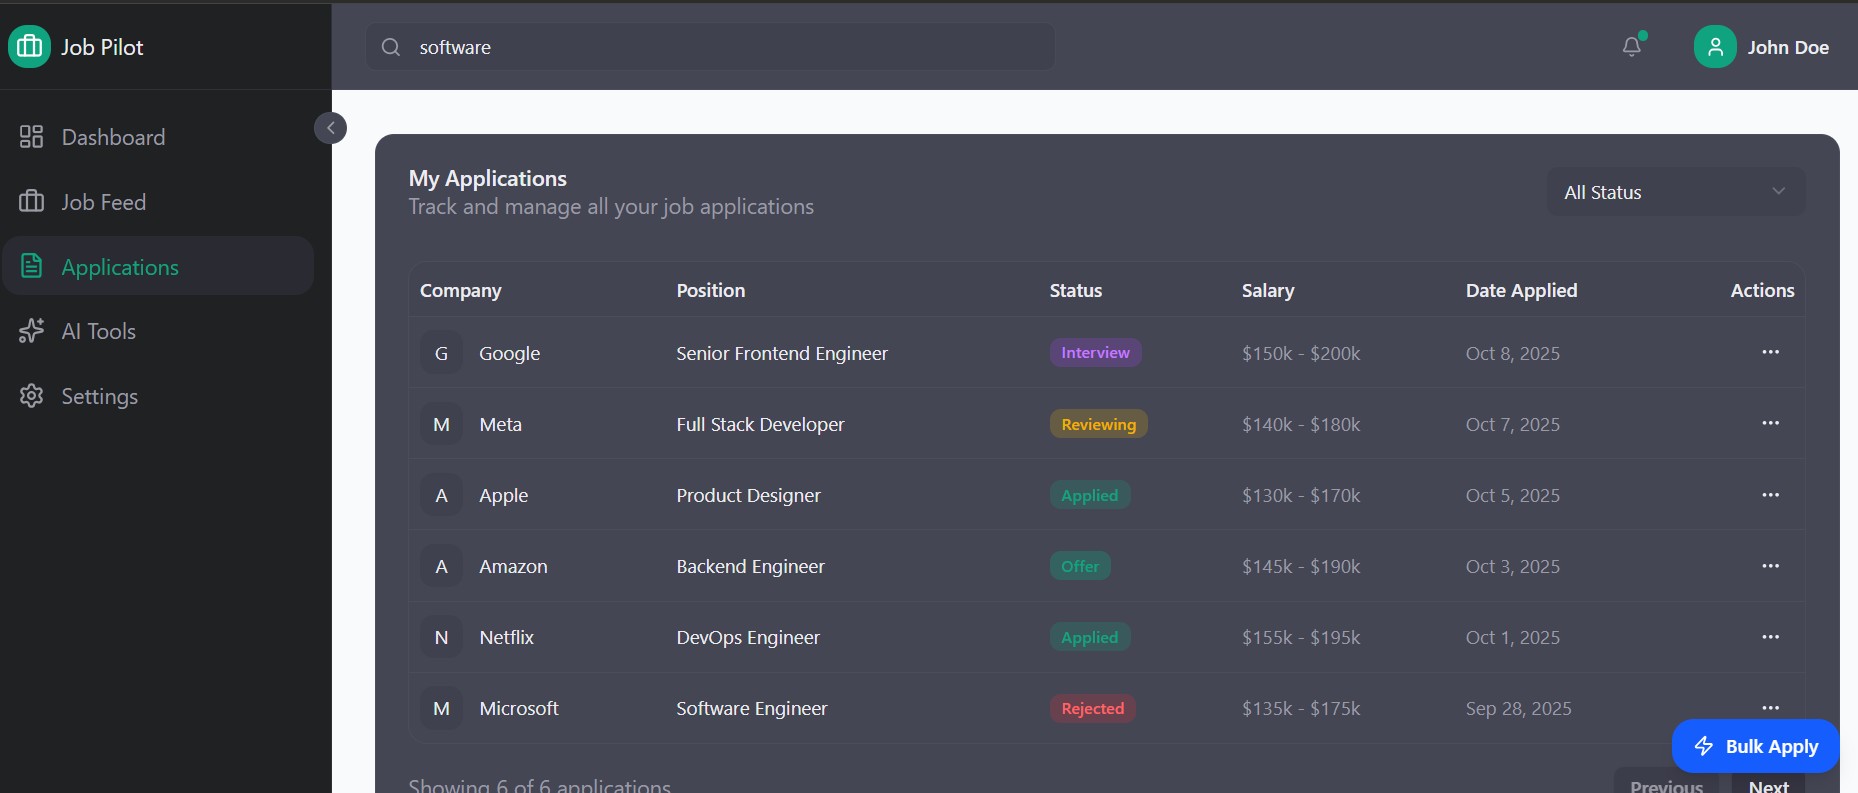 Job Pilot
software
John Doe
Dashboard
Job Feed
Applications
AI Tools
Settings
My Applications
Track and manage all your job applications
All Status
Company Position Status Salary Date Applied Actions
G Google Senior Frontend Engineer Interview $150k - $200k Oct 8, 2025 ...
M Meta Full Stack Developer Reviewing $140k - $180k Oct 7, 2025 ...
A Apple Product Designer Applied $130k - $170k Oct 5, 2025 ...
A Amazon Backend Engineer Offer $145k - $190k Oct 3, 2025 ...
N Netflix DevOps Engineer Applied $155k - $195k Oct 1, 2025 ...
M Microsoft Software Engineer Rejected $135k - $175k Sep 28, 2025 ...
Bulk Apply
Showing 6 of 6 applications
Previous Next